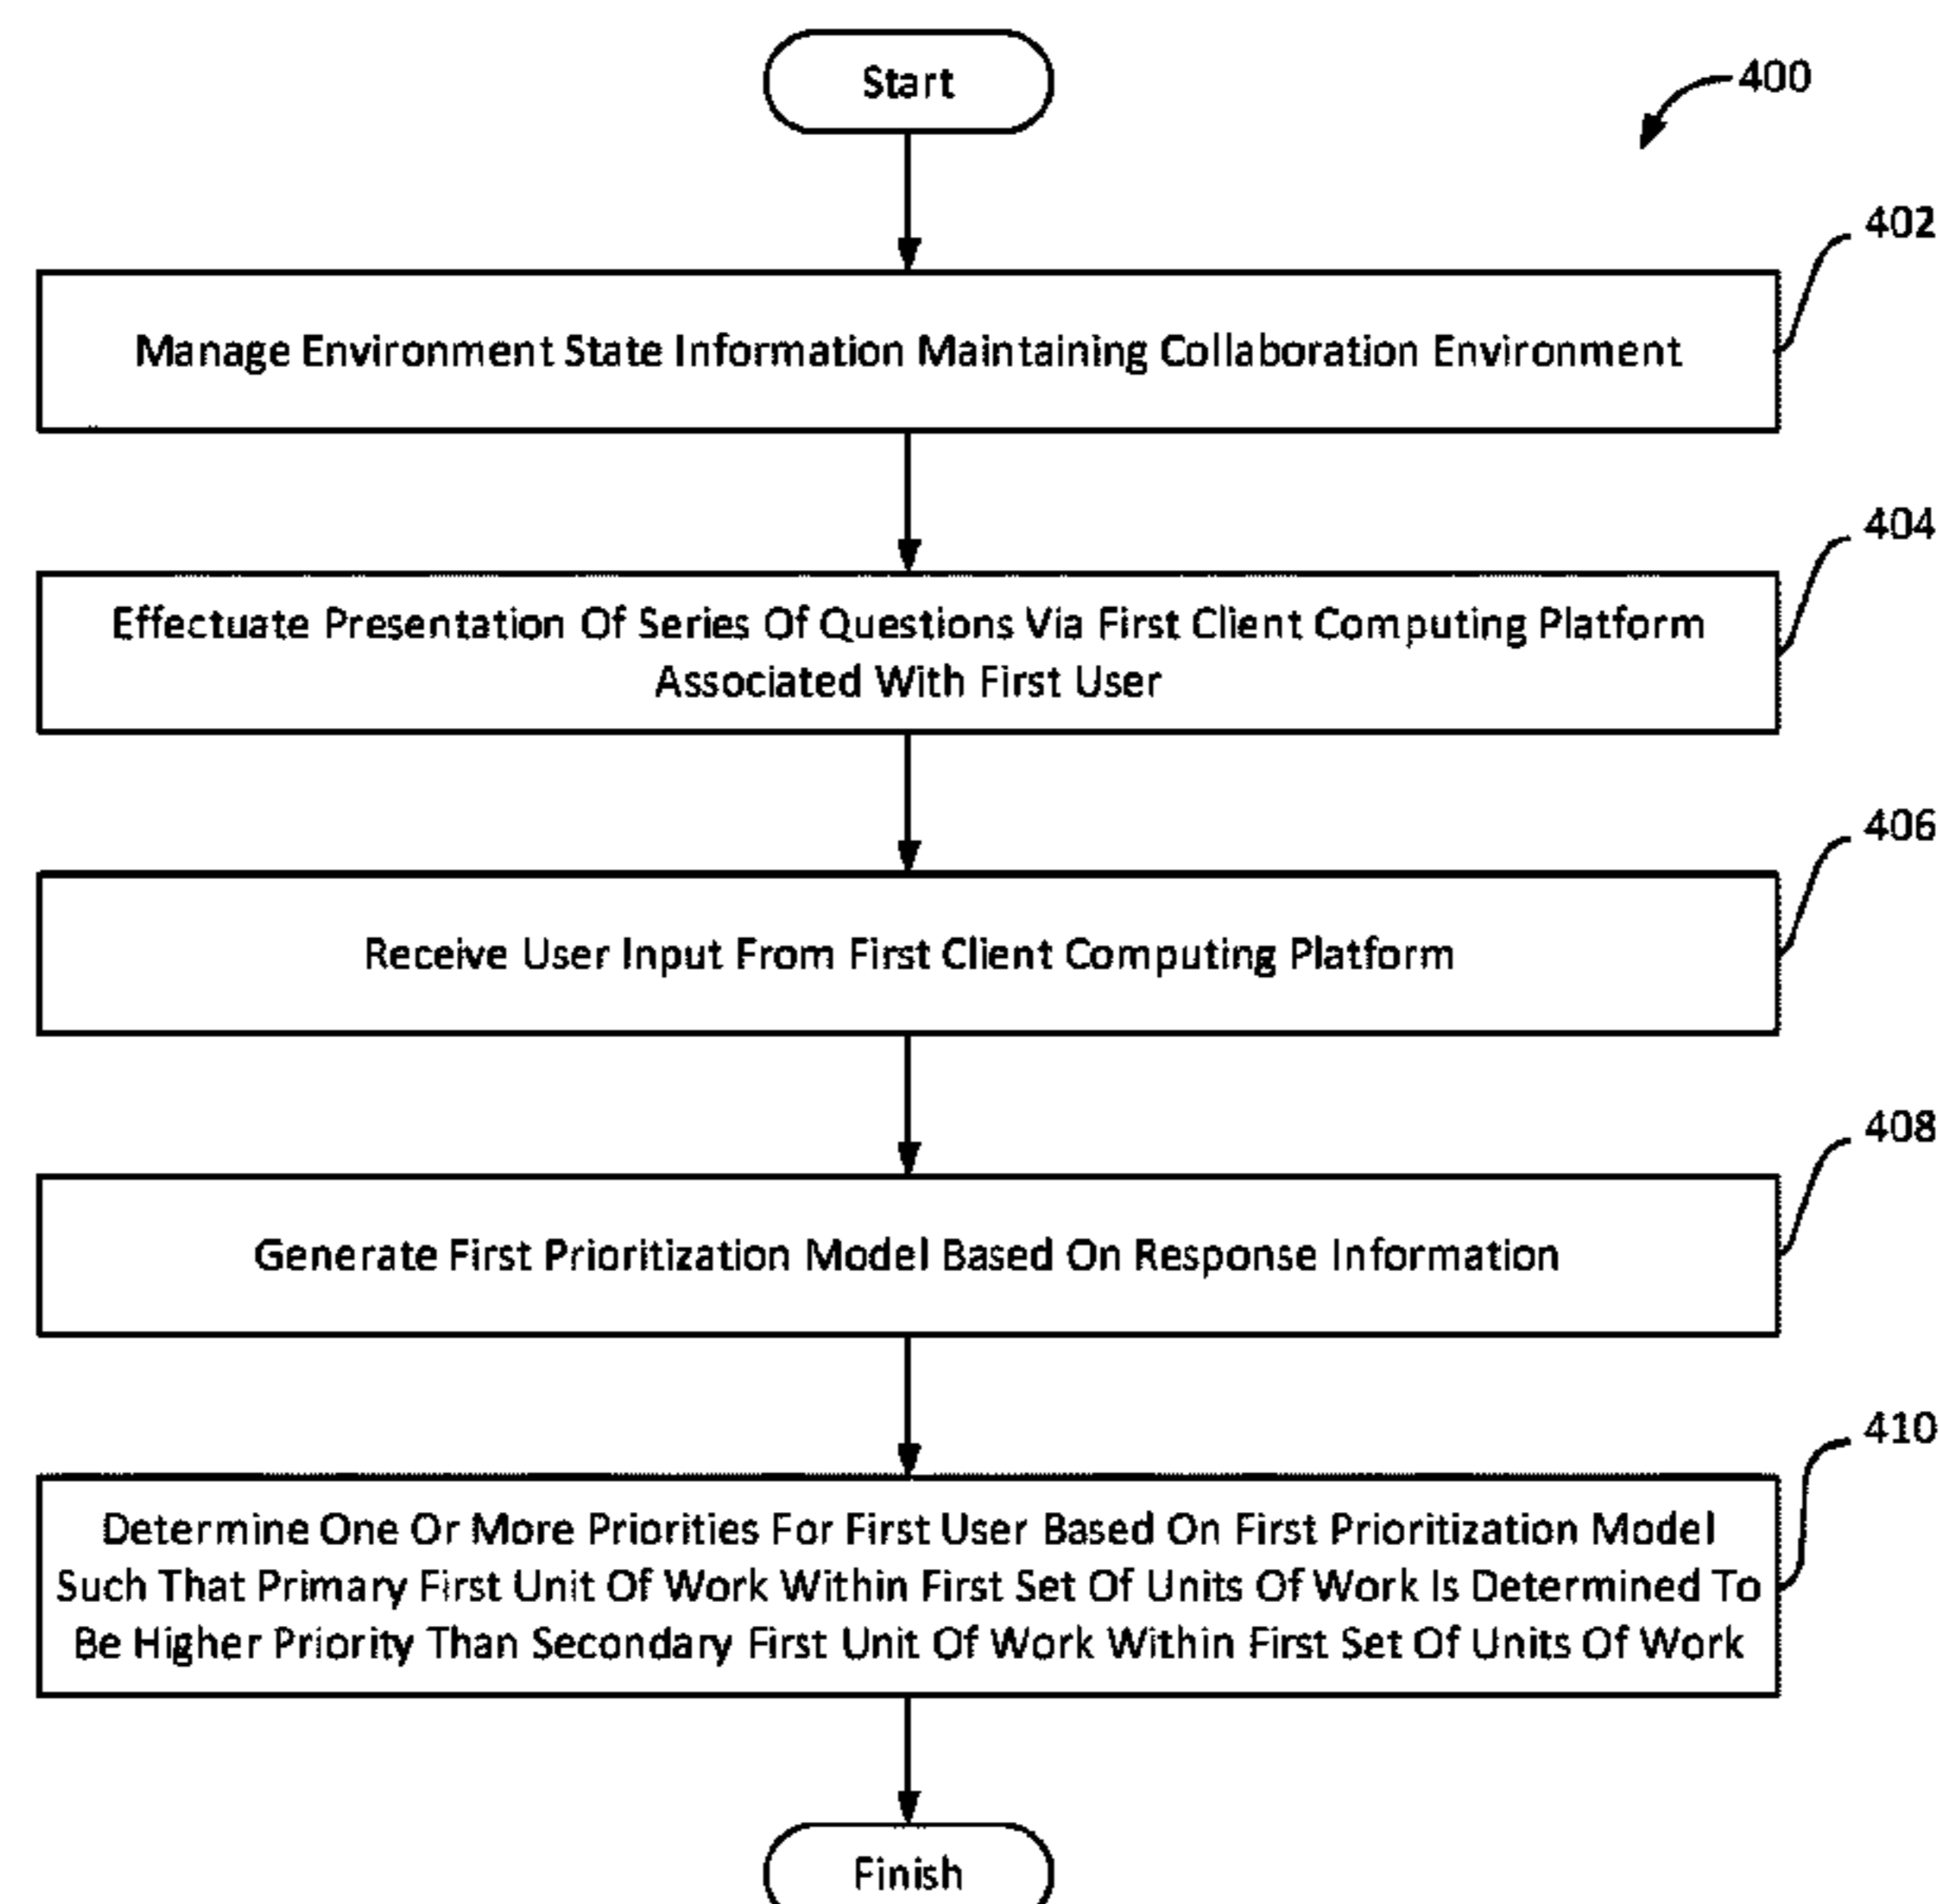 Start
400
402
Manage Environment State Information Maintaining Collaboration Environment
404
Effectuate Presentation Of Series Of Questions Via First Client Computing Platform
Associated With First User
406
Receive User Input From First Client Computing Platform
408
Generate First Prioritization Model Based On Response Information
410
Determine One Or More Priorities For First User Based On First Prioritization Model
Such That Primary First Unit Of Work Within First Set Of Units Of Work Is Determined To
Be Higher Priority Than Secondary First Unit Of Work Within First Set Of Units Of Work
Finish